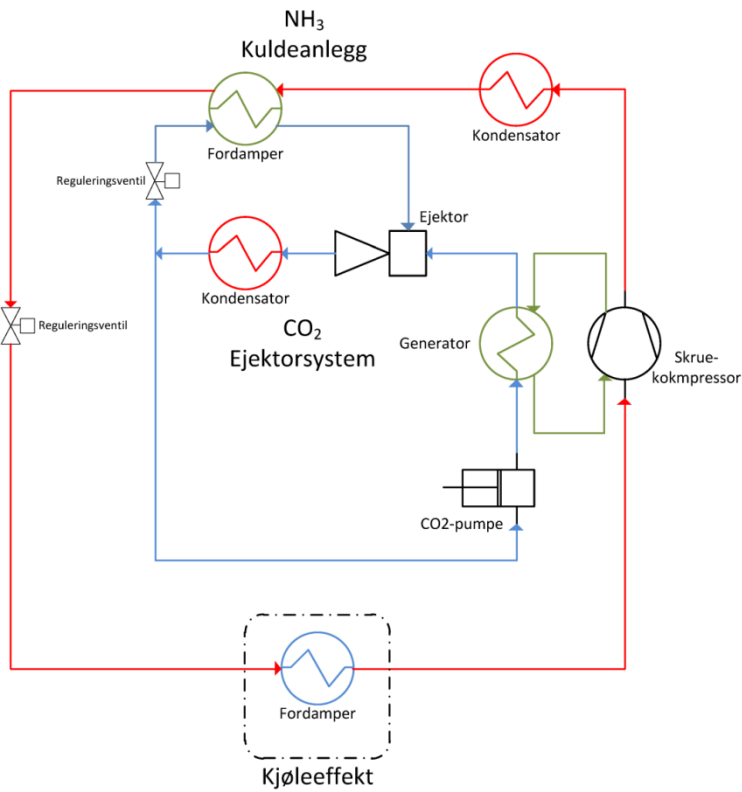 NH₃
Kuldeanlegg
Kondensator
Fordamper
Reguleringsventil
Ejektor
Kondensator
CO₂
Ejektorsystem
Reguleringsventil
Generator
Skrue-
kokmpressor
CO2-pumpe
Fordamper
Kjøleeffekt